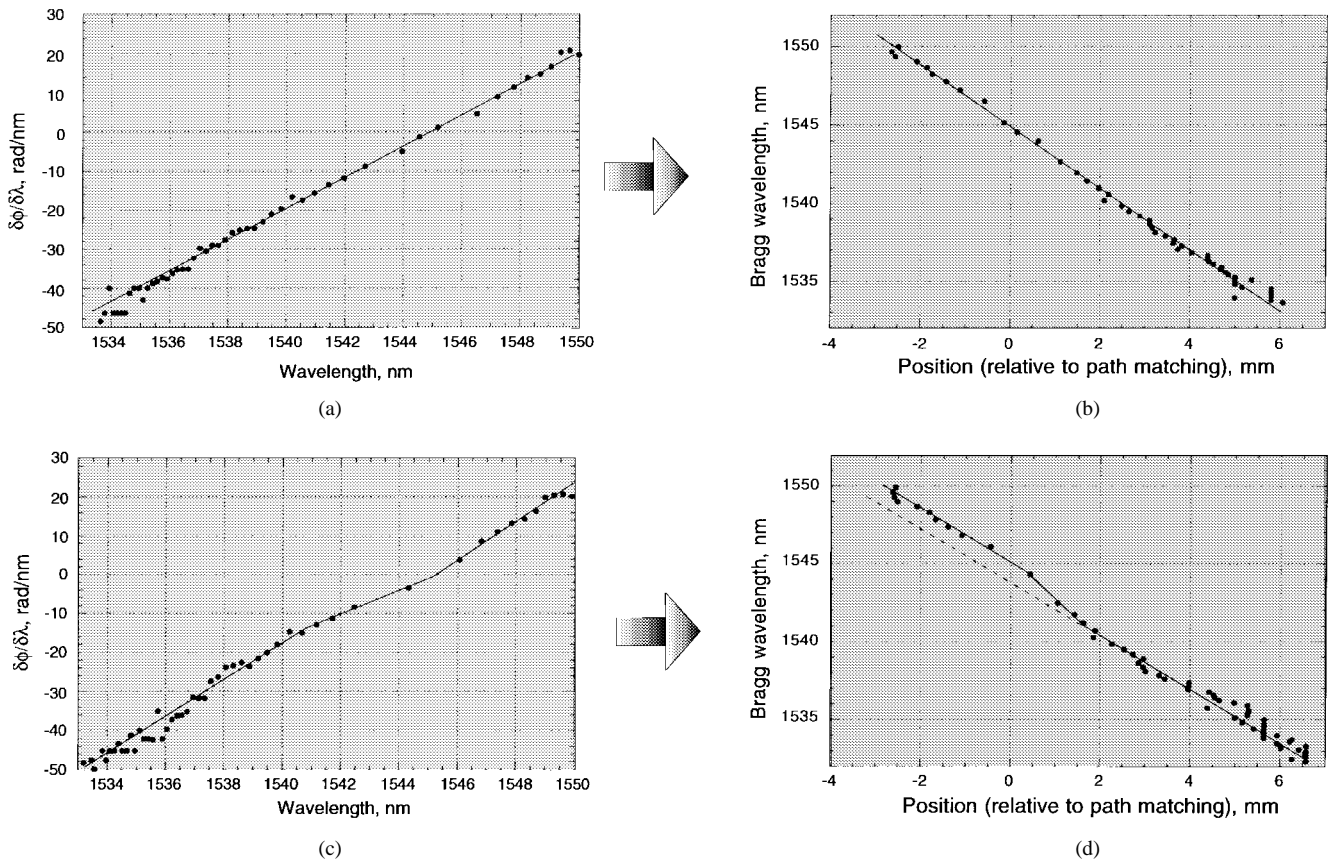 30
20
10
0
-10
-20
-30
-40
-50
δϕ/δλ, rad/nm
1534 1536 1538 1540 1542 1544 1546 1548 1550
Wavelength, nm
(a)
1550
1545
1540
1535
Bragg wavelength, nm
-4 -2 0 2 4 6
Position (relative to path matching), mm
(b)
30
20
10
0
-10
-20
-30
-40
-50
δϕ/δλ, rad/nm
1534 1536 1538 1540 1542 1544 1546 1548 1550
Wavelength, nm
(c)
1550
1545
1540
1535
Bragg wavelength, nm
-4 -2 0 2 4 6
Position (relative to path matching), mm
(d)